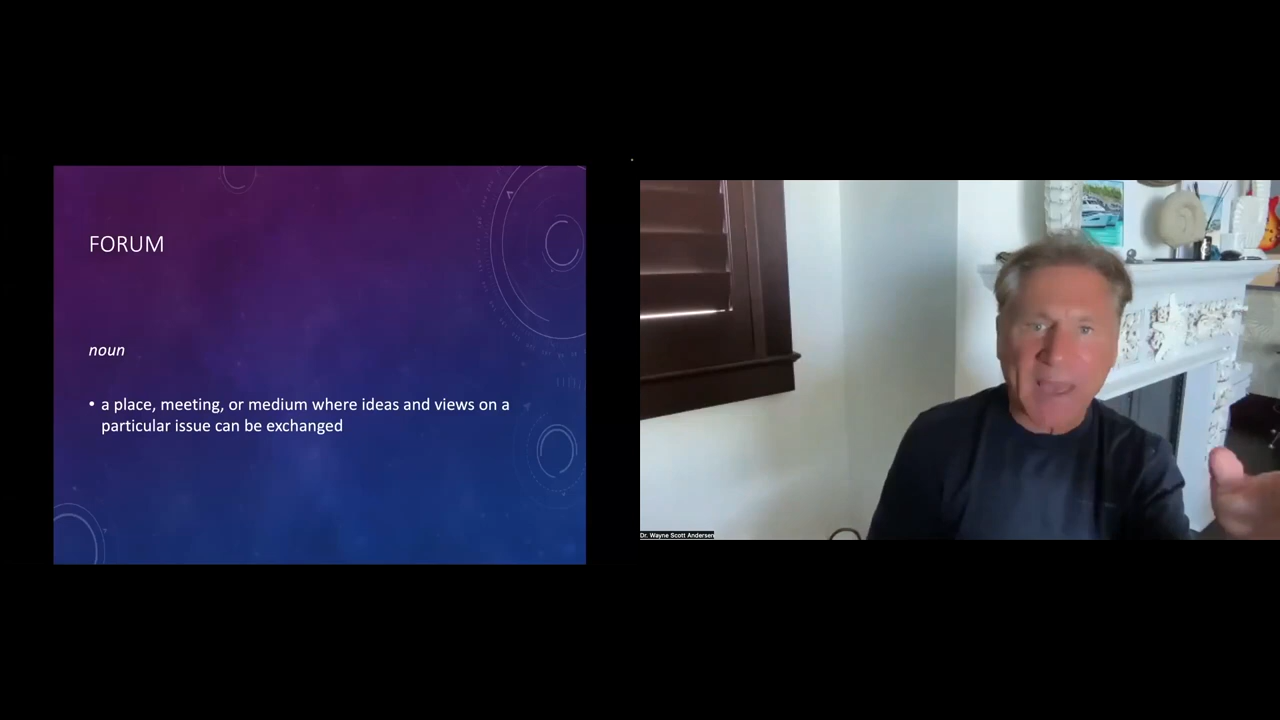 FORUM
noun
• a place, meeting, or medium where ideas and views on a
particular issue can be exchanged
Dr. Wayne Scott Andersen